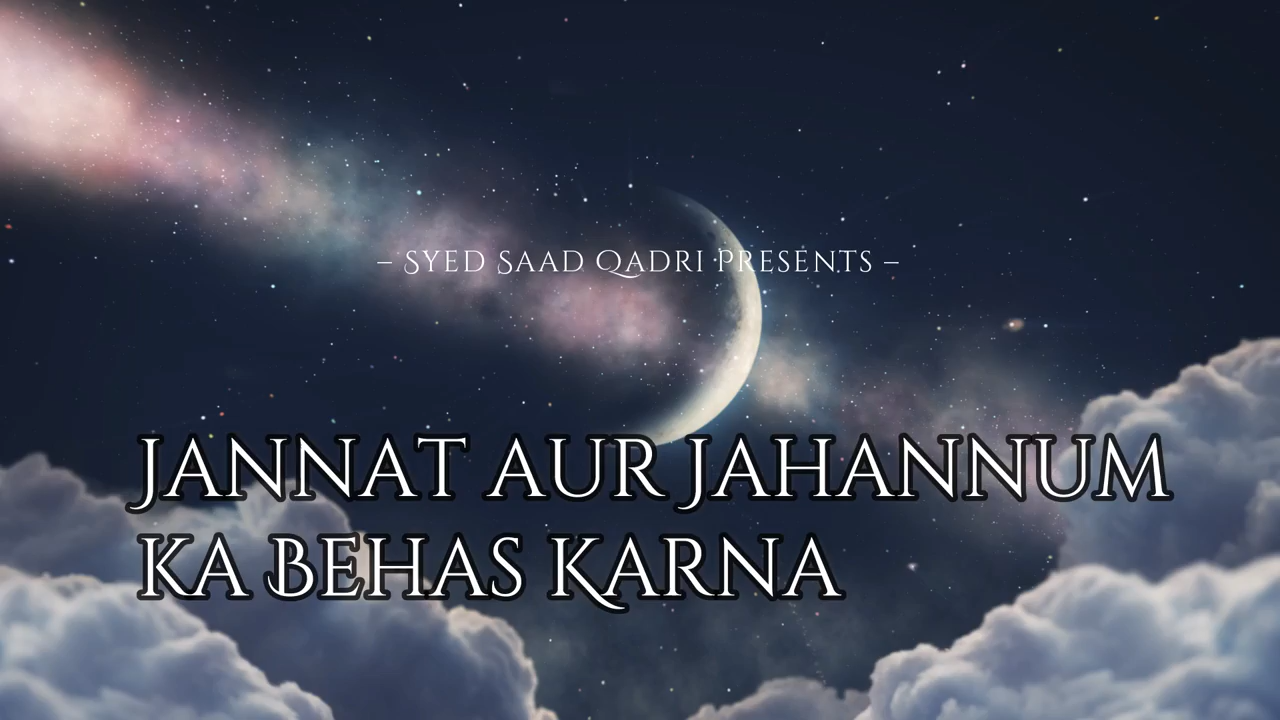 – Syed Saad Qadri Presents –
Jannat aur Jahannum
ka Behas Karna